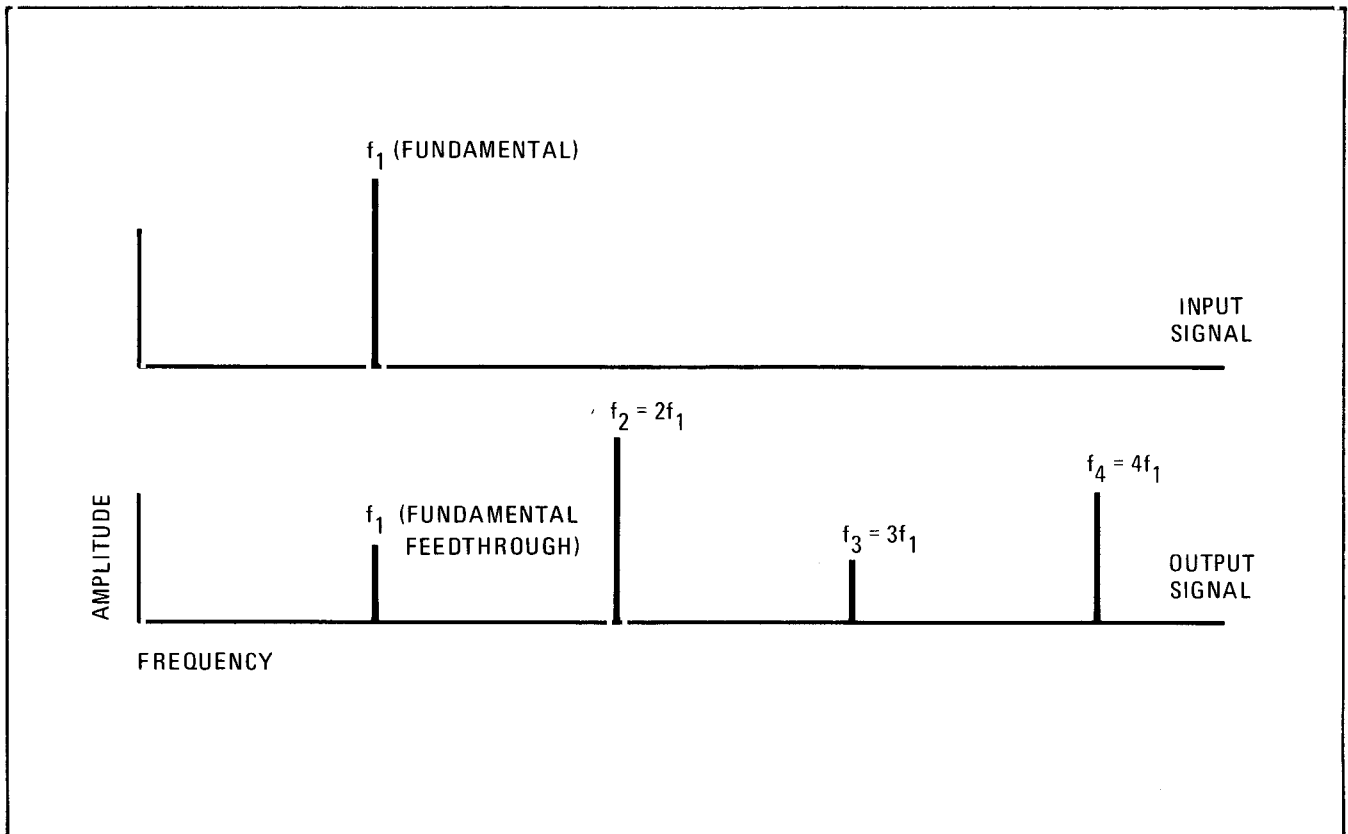 f₁ (FUNDAMENTAL)
INPUT
SIGNAL
f₂ = 2f₁
f₄ = 4f₁
f₁ (FUNDAMENTAL
FEEDTHROUGH)
f₃ = 3f₁
OUTPUT
SIGNAL
AMPLITUDE
FREQUENCY